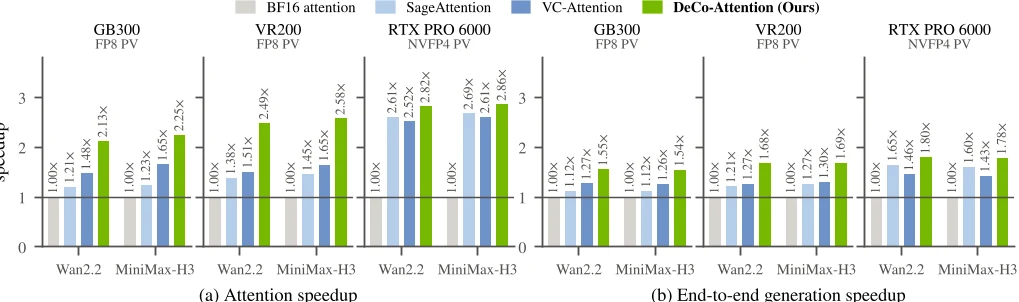 BF16 attention SageAttention VC-Attention DeCo-Attention (Ours)
GB300 VR200 RTX PRO 6000 GB300 VR200 RTX PRO 6000
FP8 PV FP8 PV NVFP4 PV FP8 PV FP8 PV NVFP4 PV
speedup
3
2
1
0
1.00× 1.21× 1.48× 2.13× 1.00× 1.23× 1.65× 2.25×
1.00× 1.38× 1.51× 2.49× 1.00× 1.45× 1.65× 2.58×
1.00× 2.61× 2.52× 2.82× 1.00× 2.69× 2.61× 2.86×
3
2
1
0
1.00× 1.12× 1.27× 1.55× 1.00× 1.12× 1.26× 1.54×
1.00× 1.21× 1.27× 1.68× 1.00× 1.27× 1.30× 1.69×
1.00× 1.65× 1.46× 1.80× 1.00× 1.60× 1.43× 1.78×
Wan2.2 MiniMax-H3 Wan2.2 MiniMax-H3 Wan2.2 MiniMax-H3 Wan2.2 MiniMax-H3 Wan2.2 MiniMax-H3 Wan2.2 MiniMax-H3
(a) Attention speedup (b) End-to-end generation speedup